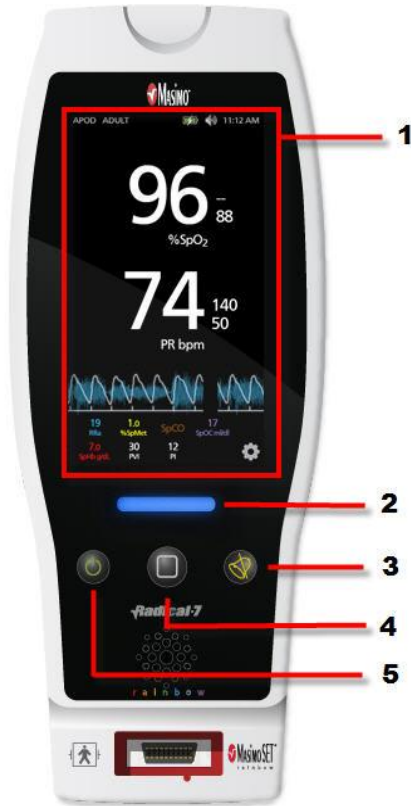 Masimo
APOD ADULT 11:12 AM
1
96 --
88
%SpO2
74 140
50
PR bpm
19 1.0 SpCO 17
RRa %SpMet SpOC ml/dl
7.0 30 12
SpHb g/dL PVI PI
2
3
4
5
Radical-7
rainbow
Masimo SET
rainbow